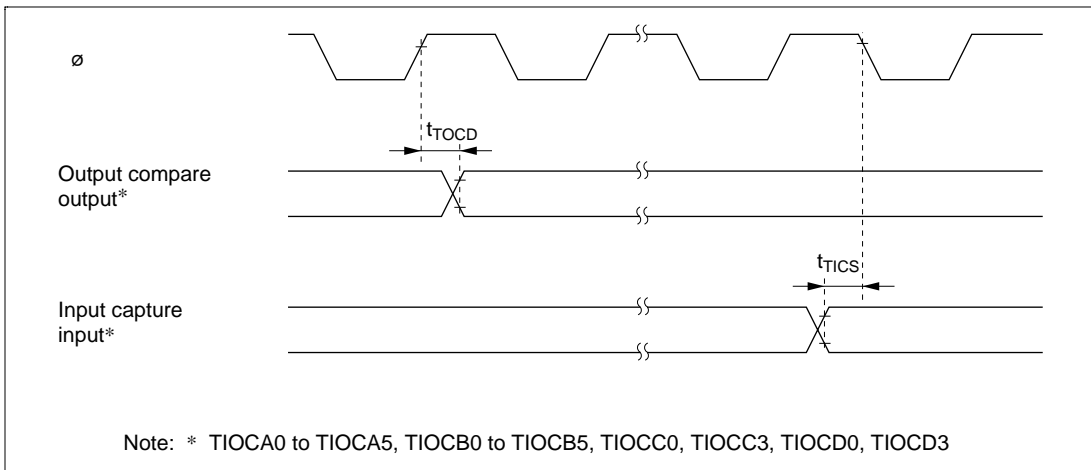 ø
tTOCD
Output compare
output*
tTICS
Input capture
input*
Note: * TIOCA0 to TIOCA5, TIOCB0 to TIOCB5, TIOCC0, TIOCC3, TIOCD0, TIOCD3